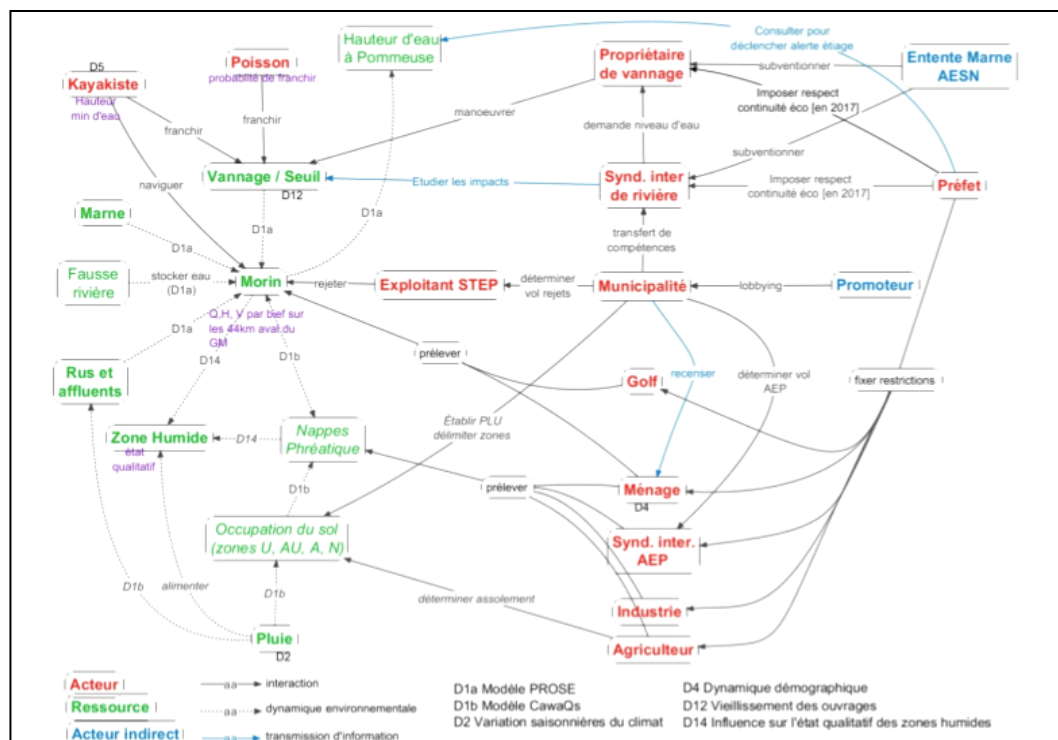 Hauteur d'eau
à Pommeuse
Consulter pour
déclencher alerte étiage
D5
Kayakiste
Hauteur
min d'eau
Poisson
probabilité de franchir
Propriétaire
de vannage
subventionner
Entente Marne
AESN
Imposer respect
continuité éco [en 2017]
manoeuvrer
franchir
franchir
demande niveau d'eau
subventionner
naviguer
Vannage / Seuil
D12
Etudier les impacts
Synd. inter
de rivière
Imposer respect
continuité éco [en 2017]
Préfet
Marne
D1a
D1a
D1a
transfert de
compétences
Fausse
rivière
stocker eau
(D1a)
Morin
rejeter
Exploitant STEP
déterminer
vol rejets
Municipalité
lobbying
Promoteur
Q,H, V par bief sur
les 44km aval du
GM
D1a
D14
D1b
prélever
Rus et
affluents
Golf
recenser
déterminer vol
AEP
fixer restrictions
Établir PLU
délimiter zones
Zone Humide
état
qualitatif
D14
Nappes
Phréatique
D1b
prélever
Ménage
D4
Occupation du sol
(zones U, AU, A, N)
Synd. inter.
AEP
D1b
alimenter
D1b
déterminer assolement
Industrie
Agriculteur
Pluie
D2
Acteur
Ressource
Acteur indirect
aa
interaction
aa
dynamique environnementale
aa
transmission d'information
D1a Modèle PROSE
D1b Modèle CawaQs
D2 Variation saisonnières du climat
D4 Dynamique démographique
D12 Vieillissement des ouvrages
D14 Influence sur l'état qualitatif des zones humides